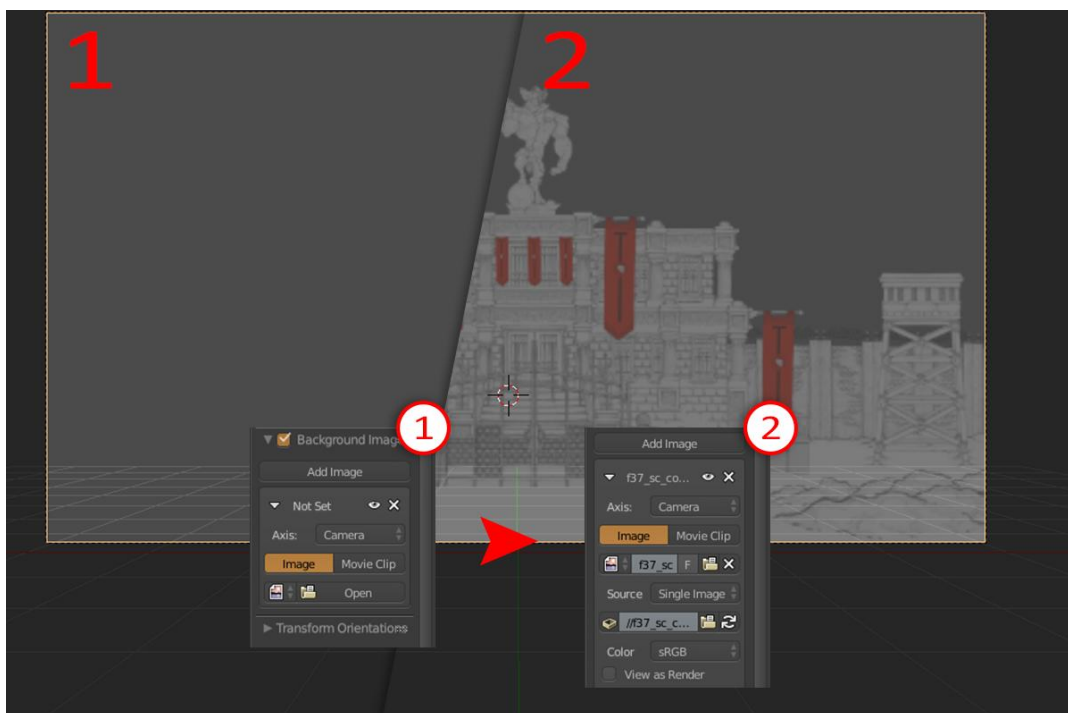 1
2
1
Background Imag
Add Image
Not Set
Axis:
Camera
Image
Movie Clip
Open
Transform Orientations
2
Add Image
f37_sc_co...
Axis:
Camera
Image
Movie Clip
f37_sc
F
Source
Single Image
//f37_sc_c...
Color
sRGB
View as Render